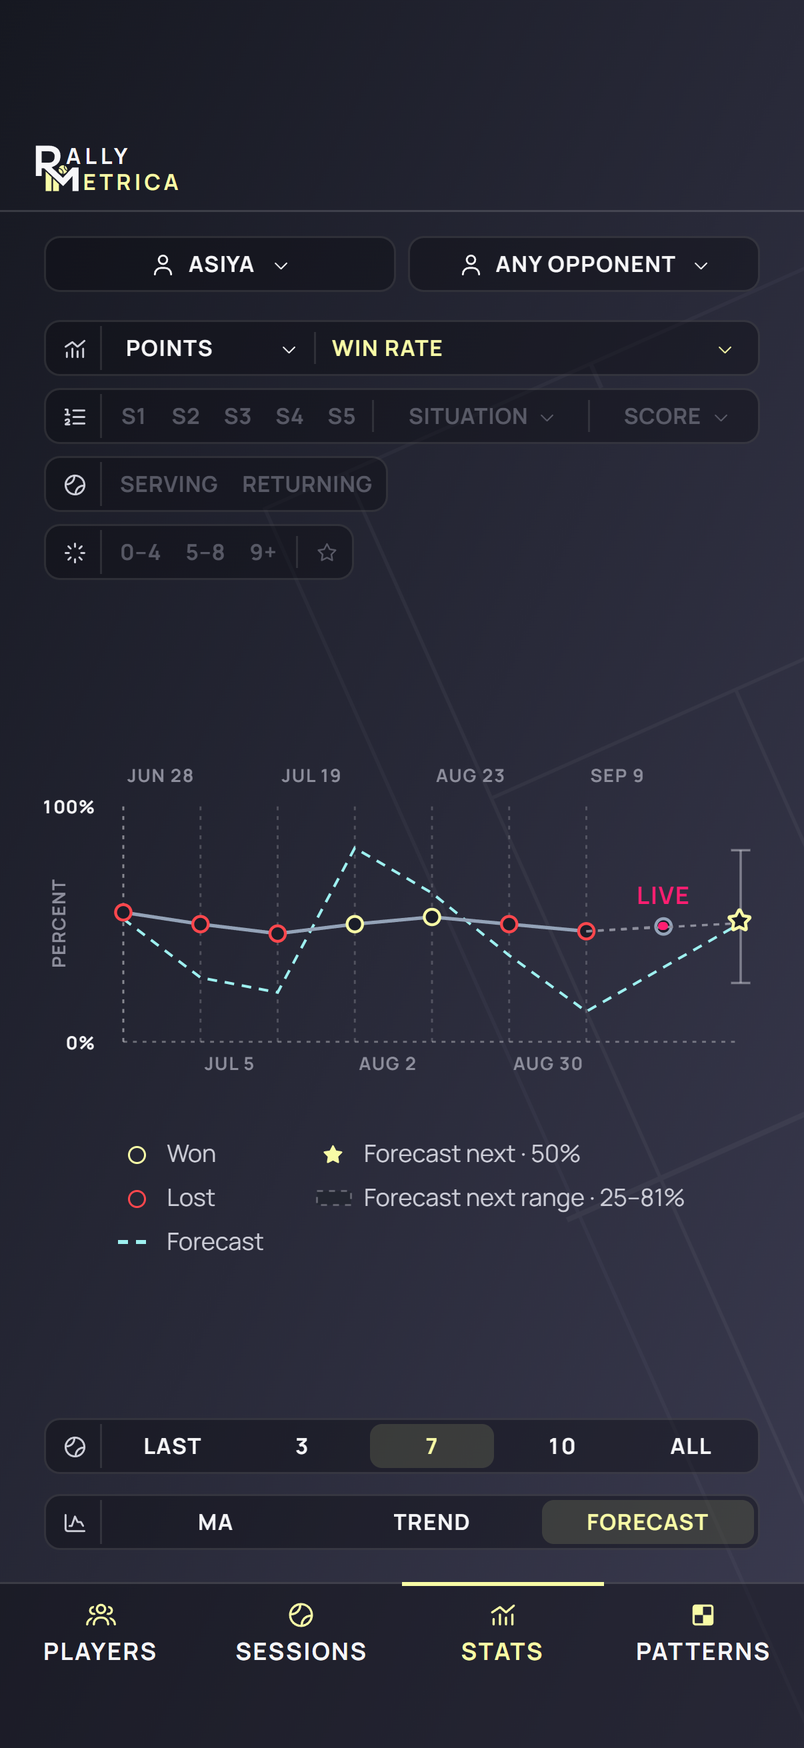 RALLY
METRICA
ASIYA
ANY OPPONENT
POINTS
WIN RATE
S1 S2 S3 S4 S5 SITUATION SCORE
SERVING RETURNING
0–4 5–8 9+
JUN 28 JUL 19 AUG 23 SEP 9
100%
LIVE
PERCENT
0%
JUL 5 AUG 2 AUG 30
Won
Forecast next · 50%
Lost
Forecast next range · 25–81%
Forecast
LAST 3 7 10 ALL
MA TREND FORECAST
PLAYERS SESSIONS STATS PATTERNS